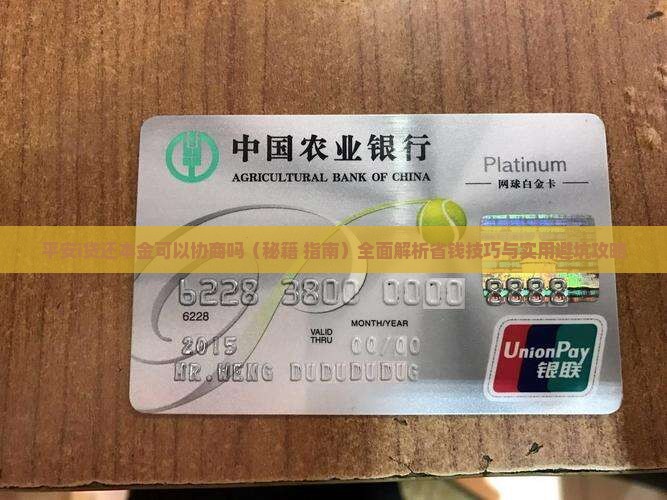 中国农业银行
AGRICULTURAL BANK OF CHINA
Platinum
网球白金卡
平安i贷还本金可以协商吗（秘籍 指南）全面解析省钱技巧与实用避坑攻略
6228 3800 0000 8888
6228
MONTH/YEAR
VALID
THRU
2015 00/00
MR.WENG DUDUDUDUG
UnionPay
银联